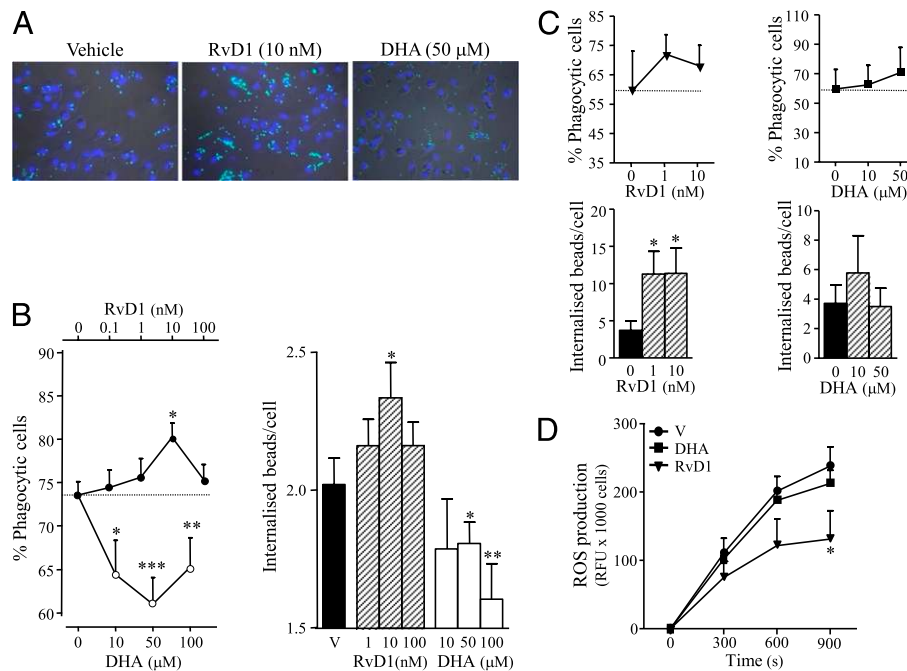 A
Vehicle RvD1 (10 nM) DHA (50 μM)
B
RvD1 (nM)
0 0.1 1 10 100
% Phagocytic cells
90
85
80
75
70
65
60
*
*
***
**
0 10 50 100
DHA (μM)
Internalised beads/cell
2.5
2.0
1.5
*
*
**
V 1 10 100 10 50 100
RvD1(nM) DHA (μM)
C
% Phagocytic cells
85
75
65
55
45
35
0 1 10
RvD1 (nM)
% Phagocytic cells
110
90
70
50
30
10
0 10 50
DHA (μM)
Internalised beads/cell
20
15
10
5
0
* *
0 1 10
RvD1 (nM)
Internalised beads/cell
10
8
6
4
2
0
0 10 50
DHA (μM)
D
ROS production
(RFU x 1000 cells)
300
200
100
0
V
DHA
RvD1
*
0 300 600 900
Time (s)